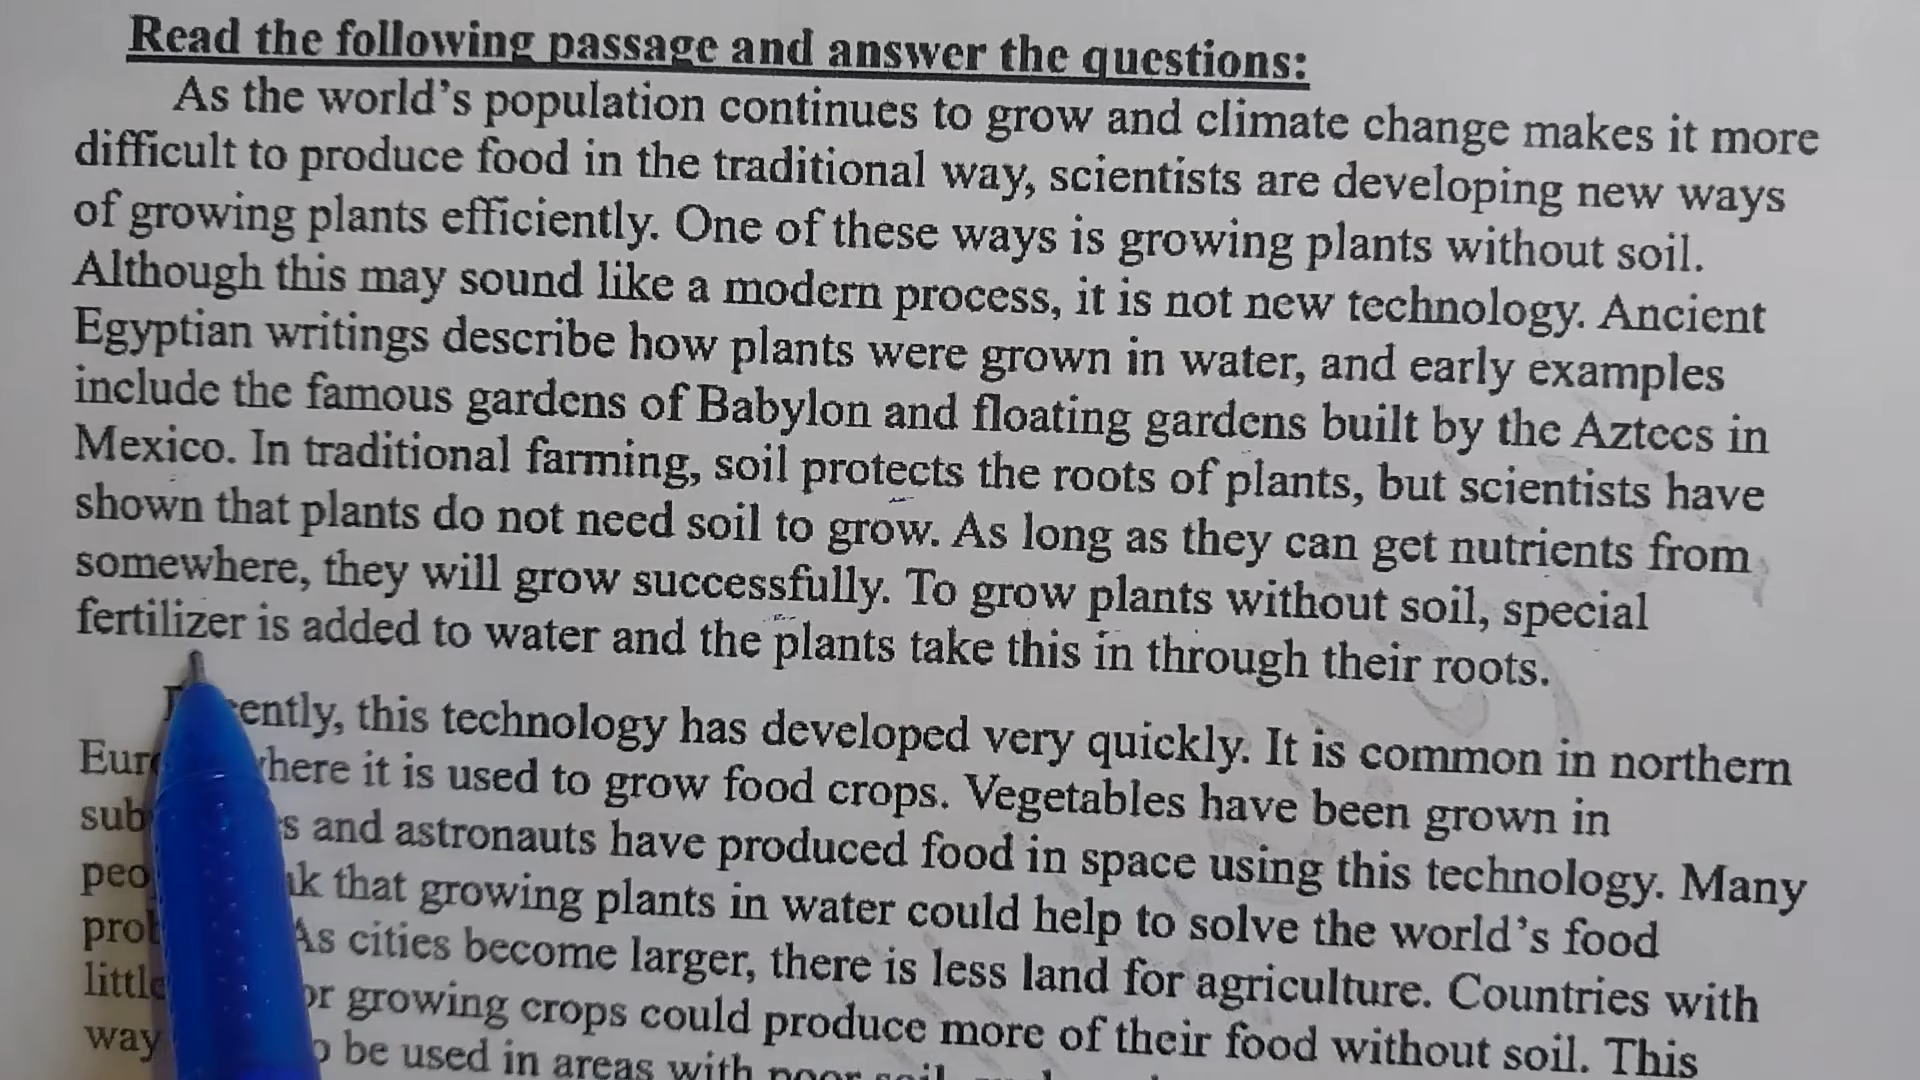 Read the following passage and answer the questions:
As the world's population continues to grow and climate change makes it more
difficult to produce food in the traditional way, scientists are developing new ways
of growing plants efficiently. One of these ways is growing plants without soil.
Although this may sound like a modern process, it is not new technology. Ancient
Egyptian writings describe how plants were grown in water, and early examples
include the famous gardens of Babylon and floating gardens built by the Aztecs in
Mexico. In traditional farming, soil protects the roots of plants, but scientists have
shown that plants do not need soil to grow. As long as they can get nutrients from
somewhere, they will grow successfully. To grow plants without soil, special
fertilizer is added to water and the plants take this in through their roots.
this technology has developed very quickly. It is common in northern
it is used to grow food crops. Vegetables have been grown in
and astronauts have produced food in space using this technology. Many
that growing plants in water could help to solve the world's food
As cities become larger, there is less land for agriculture. Countries with
growing crops could produce more of their food without soil. This
way be used in areas with poor soil